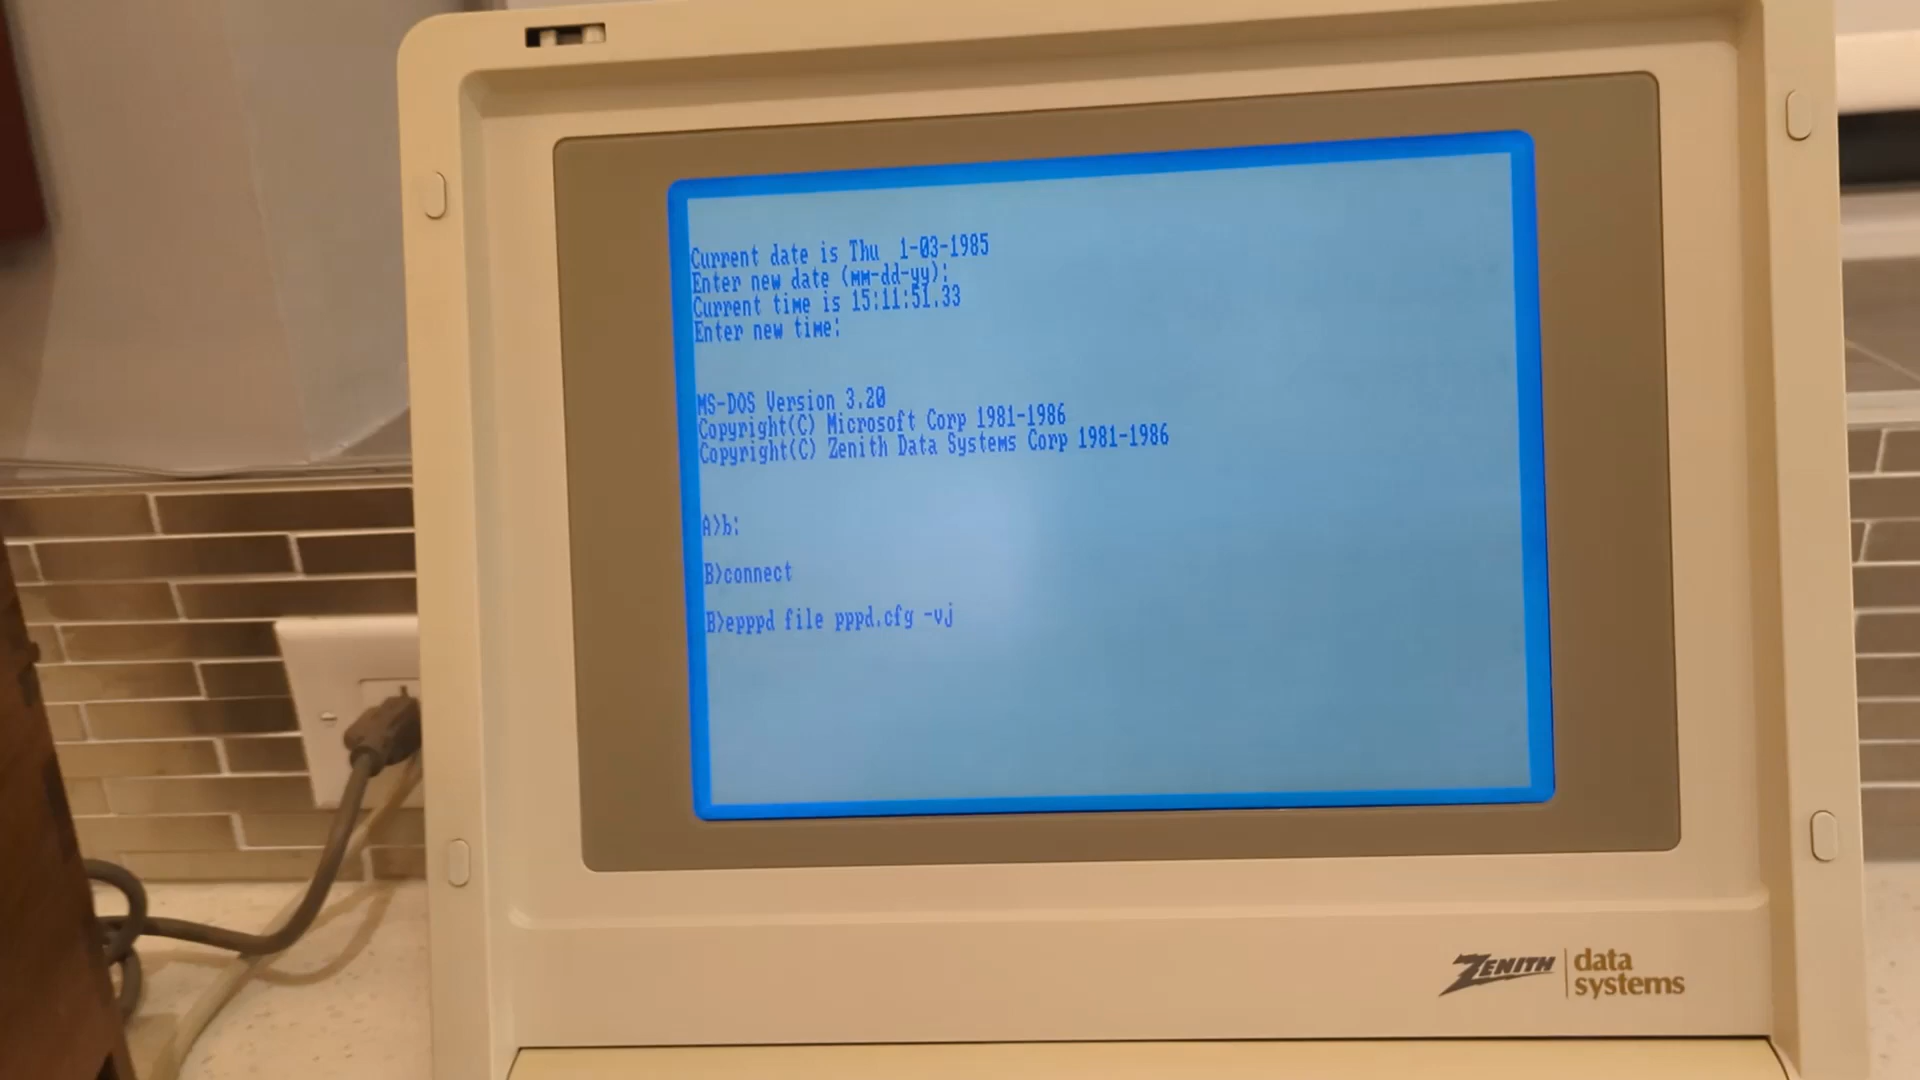 Current date is Thu  1-03-1985
Enter new date (mm-dd-yy):
Current time is 15:11:51.33
Enter new time:
MS-DOS Version 3.20
Copyright(C) Microsoft Corp 1981-1986
Copyright(C) Zenith Data Systems Corp 1981-1986
A>b:
B>connect
B>epppd file pppd.cfg -vj
ZENITH data
systems